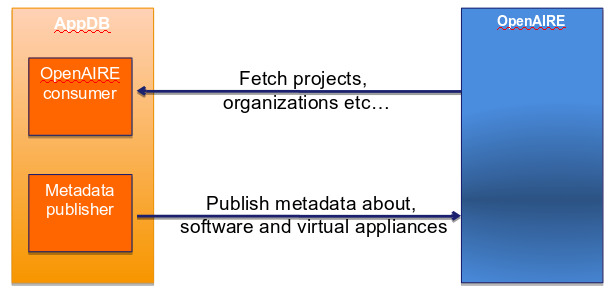 AppDB
OpenAIRE
consumer
Metadata
publisher
Fetch projects,
organizations etc…
Publish metadata about,
software and virtual appliances
OpenAIRE